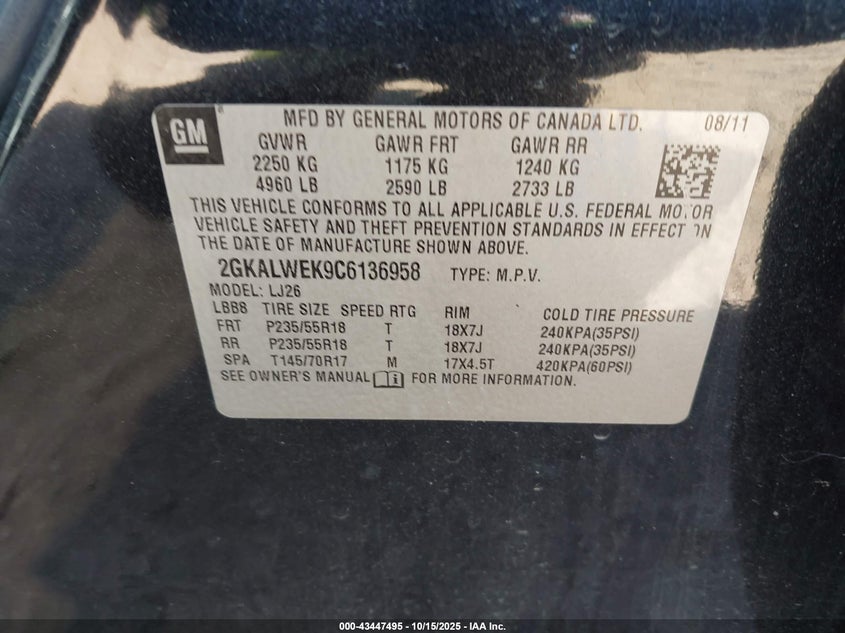 GM MFD BY GENERAL MOTORS OF CANADA LTD. 08/11
GVWR GAWR FRT GAWR RR
2250 KG 1175 KG 1240 KG
4960 LB 2590 LB 2733 LB
THIS VEHICLE CONFORMS TO ALL APPLICABLE U.S. FEDERAL MOTOR
VEHICLE SAFETY AND THEFT PREVENTION STANDARDS IN EFFECT ON
THE DATE OF MANUFACTURE SHOWN ABOVE.
2GKALWEK9C6136958 TYPE: M.P.V.
MODEL: LJ26
LBB8 TIRE SIZE SPEED RTG RIM COLD TIRE PRESSURE
FRT P235/55R18 T 18X7J 240KPA(35PSI)
RR P235/55R18 T 18X7J 240KPA(35PSI)
SPA T145/70R17 M 17X4.5T 420KPA(60PSI)
SEE OWNER'S MANUAL FOR MORE INFORMATION.
000-43447095 - 10/15/2025 - IAA Inc.